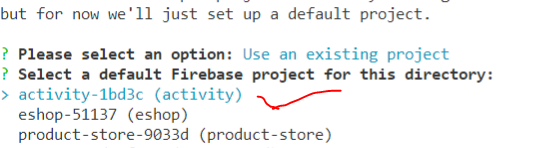 but for now we'll just set up a default project.
? Please select an option: Use an existing project
? Select a default Firebase project for this directory:
> activity-1bd3c (activity)
eshop-51137 (eshop)
product-store-9033d (product-store)